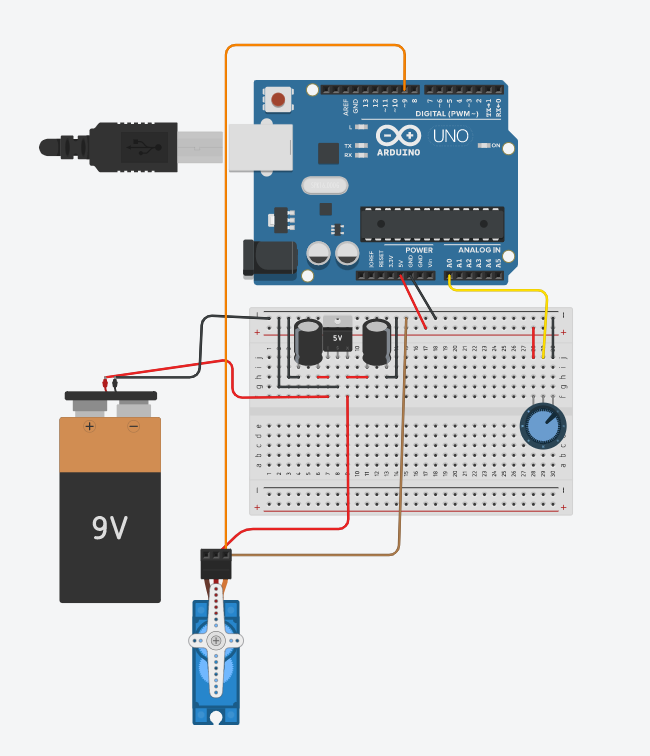 AREF
GND
13
12
~11
~10
~9
8
7
~6
~5
4
~3
2
TX→1
RX←0
DIGITAL (PWM~)
L
TX
RX
ARDUINO
UNO
ON
IOREF
RESET
3.3V
5V
GND
GND
Vin
POWER
ANALOG IN
A0
A1
A2
A3
A4
A5
5V
+
−
9V